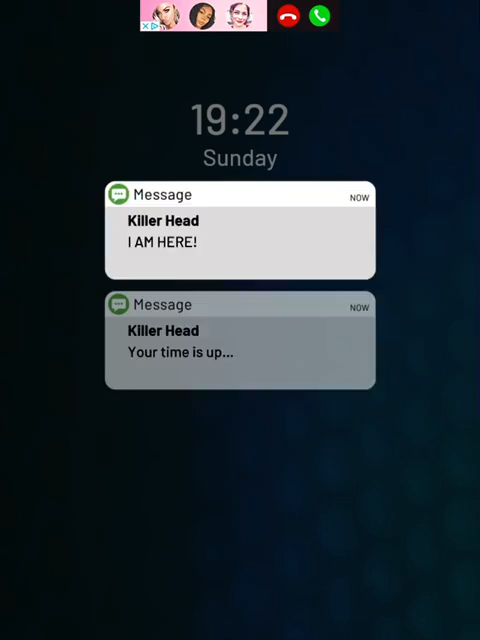 19:22
Sunday
Message
NOW
Killer Head
I AM HERE!
Message
NOW
Killer Head
Your time is up...